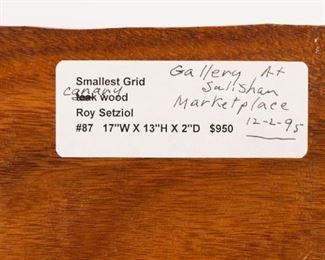 Smallest Grid
canary
teak wood
Roy Setziol
#87 17"W X 13"H X 2"D $950
Gallery At
Salishan
Marketplace
12-2-95